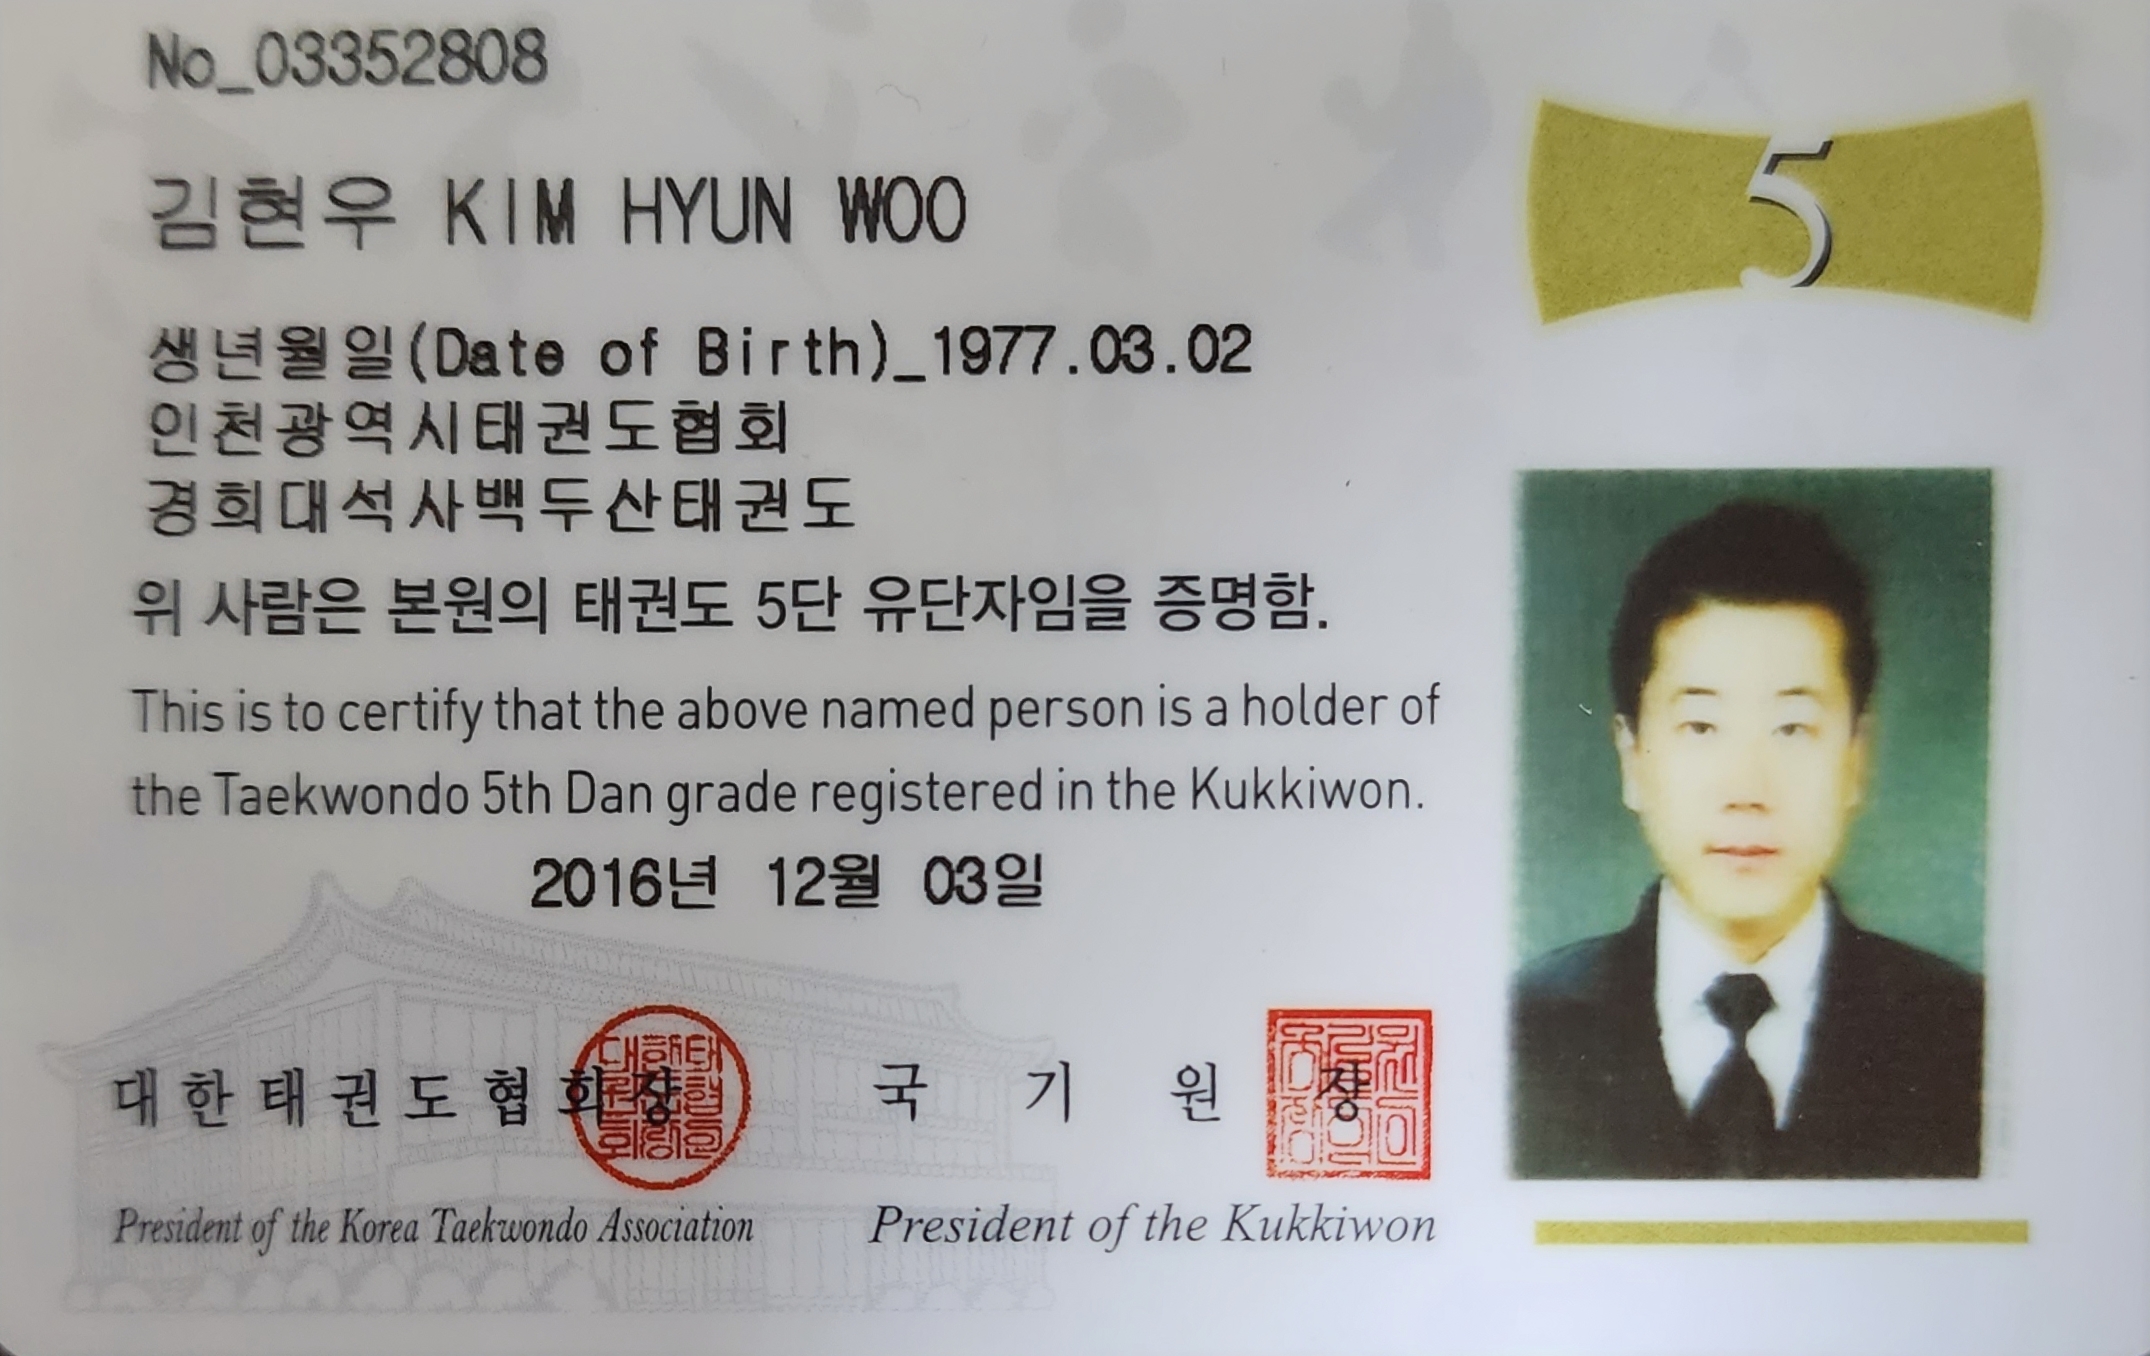 No_03352808
5
김현우 KIM HYUN WOO
생년월일(Date of Birth)_1977.03.02
인천광역시태권도협회
경희대석사백두산태권도
위 사람은 본원의 태권도 5단 유단자임을 증명함.
This is to certify that the above named person is a holder of
the Taekwondo 5th Dan grade registered in the Kukkiwon.
2016년 12월 03일
대한태권도협회장 국기원장
President of the Korea Taekwondo Association President of the Kukkiwon